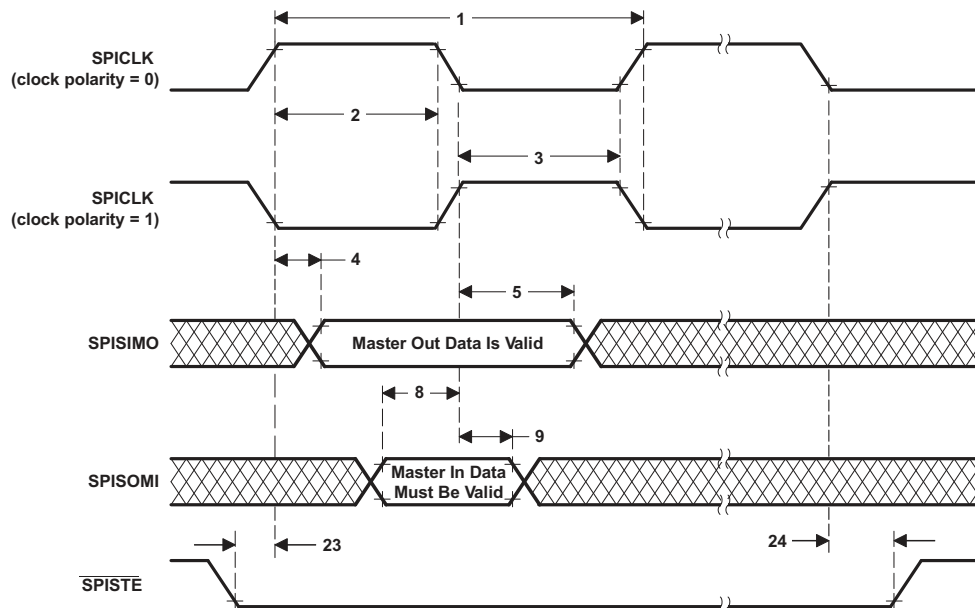 1
SPICLK
(clock polarity = 0)
2
3
SPICLK
(clock polarity = 1)
4
5
SPISIMO
Master Out Data Is Valid
8
9
SPISOMI
Master In Data
Must Be Valid
23
24
SPISTE